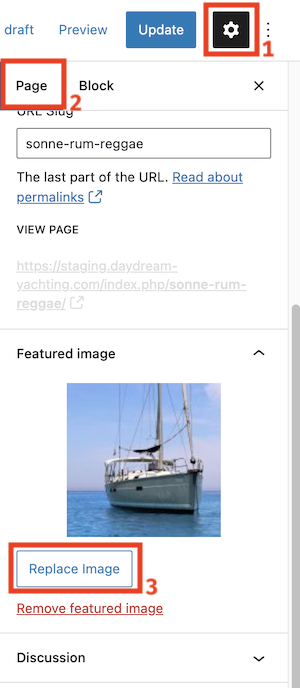 draft Preview Update
1
Page Block
2
URL Slug
sonne-rum-reggae
The last part of the URL. Read about
permalinks
VIEW PAGE
https://staging.daydream-
yachting.com/index.php/sonne-rum-
reggae/
Featured image
Replace Image
3
Remove featured image
Discussion